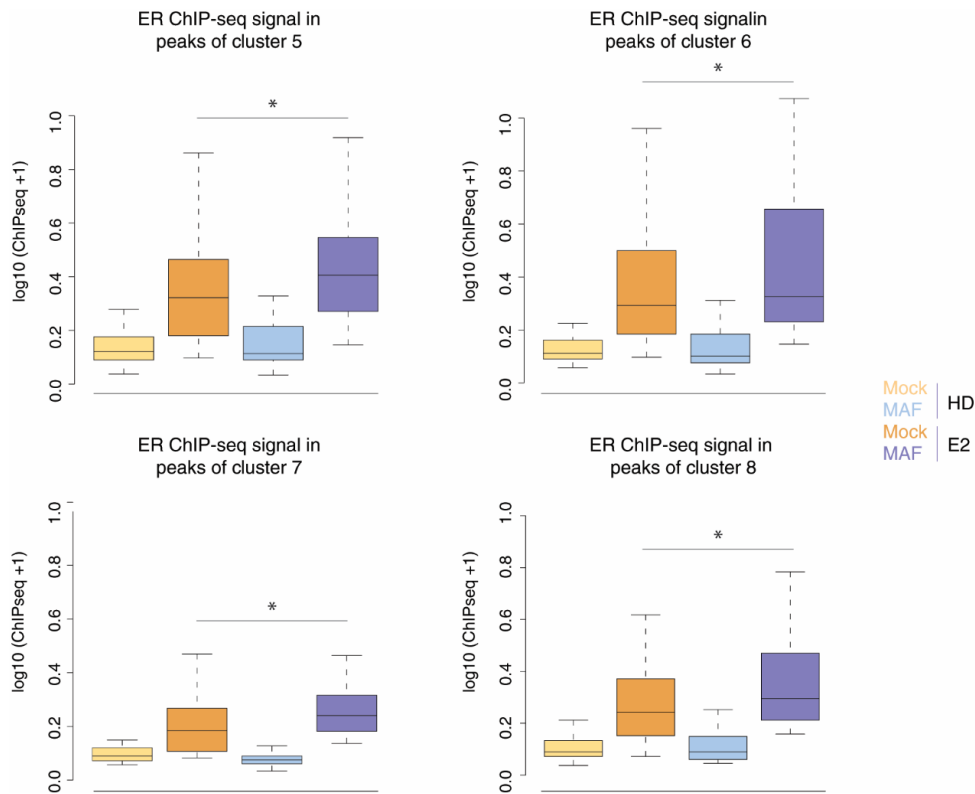 ER ChIP-seq signal in
peaks of cluster 5
*
log10 (ChIPseq +1)
1.0
0.8
0.6
0.4
0.2
0.0
ER ChIP-seq signalin
peaks of cluster 6
*
log10 (ChIPseq +1)
1.0
0.8
0.6
0.4
0.2
0.0
Mock
MAF
HD
Mock
MAF
E2
ER ChIP-seq signal in
peaks of cluster 7
*
log10 (ChIPseq +1)
1.0
0.8
0.6
0.4
0.2
0.0
ER ChIP-seq signal in
peaks of cluster 8
*
log10 (ChIPseq +1)
1.0
0.8
0.6
0.4
0.2
0.0